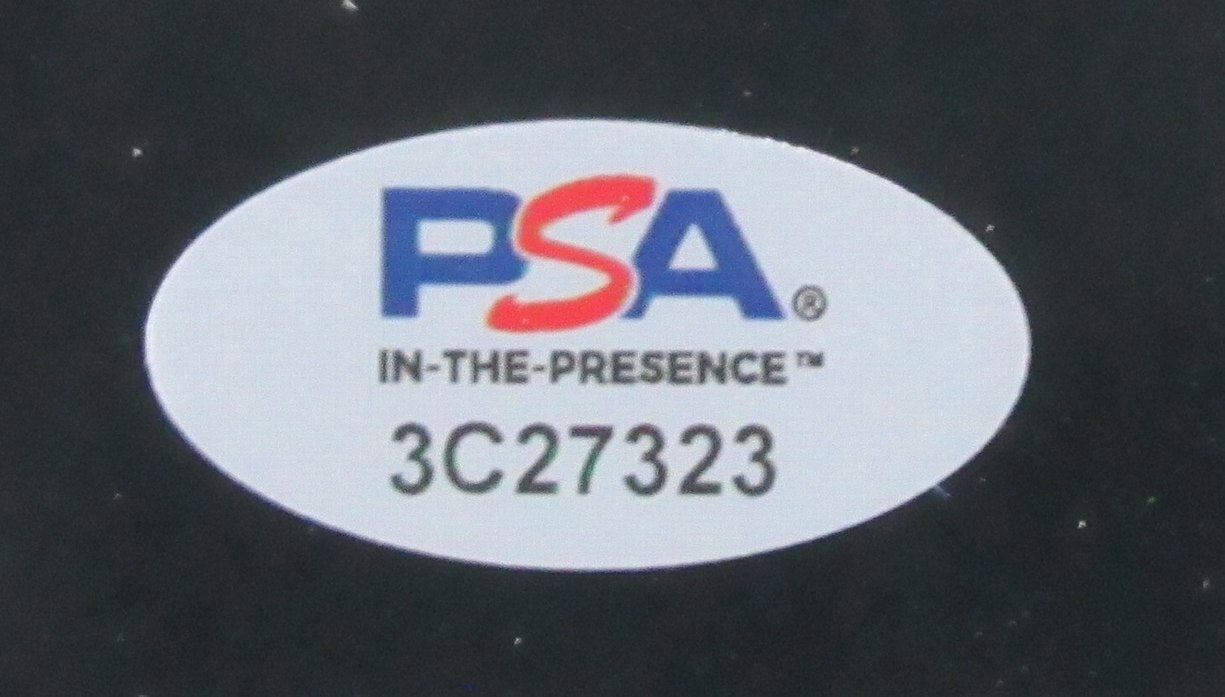 PSA®
IN-THE-PRESENCE™
3C27323